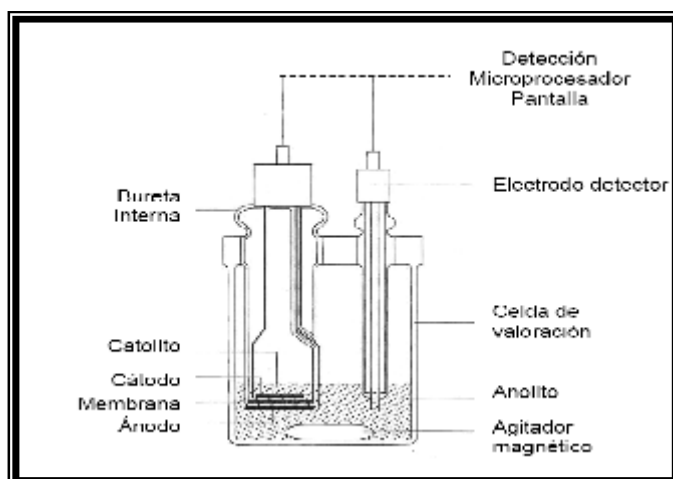 Detección
Microprocesador
Pantalla
Bureta
Interna
Electrodo detector
Celda de
valoración
Catolito
Cátodo
Membrana
Ánodo
Anolito
Agitador
magnético